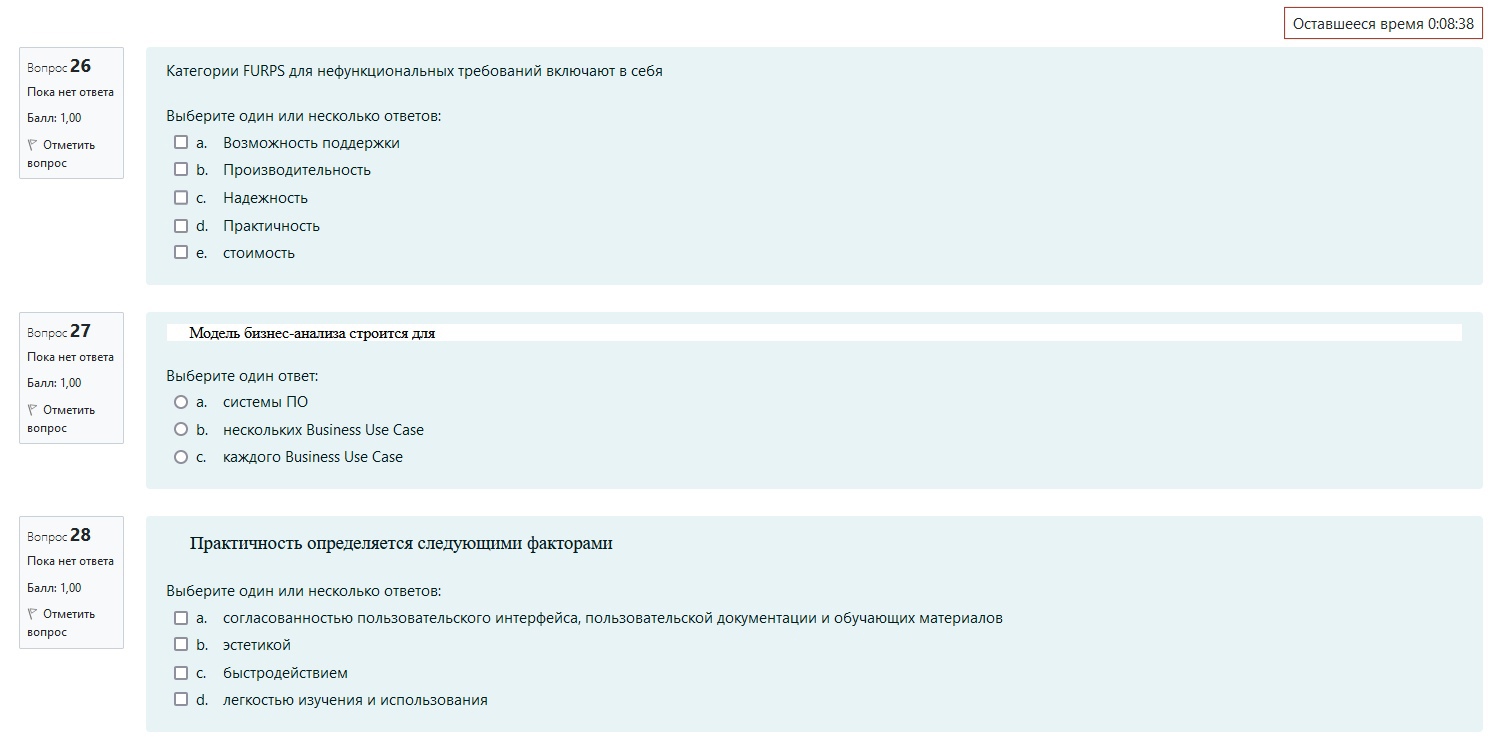 Оставшееся время 0:08:38
Вопрос 26
Пока нет ответа
Балл: 1,00
Отметить
вопрос
Категории FURPS для нефункциональных требований включают в себя
Выберите один или несколько ответов:
a. Возможность поддержки
b. Производительность
c. Надежность
d. Практичность
e. стоимость
Вопрос 27
Пока нет ответа
Балл: 1,00
Отметить
вопрос
Модель бизнес-анализа строится для
Выберите один ответ:
a. системы ПО
b. нескольких Business Use Case
c. каждого Business Use Case
Вопрос 28
Пока нет ответа
Балл: 1,00
Отметить
вопрос
Практичность определяется следующими факторами
Выберите один или несколько ответов:
a. согласованностью пользовательского интерфейса, пользовательской документации и обучающих материалов
b. эстетикой
c. быстродействием
d. легкостью изучения и использования